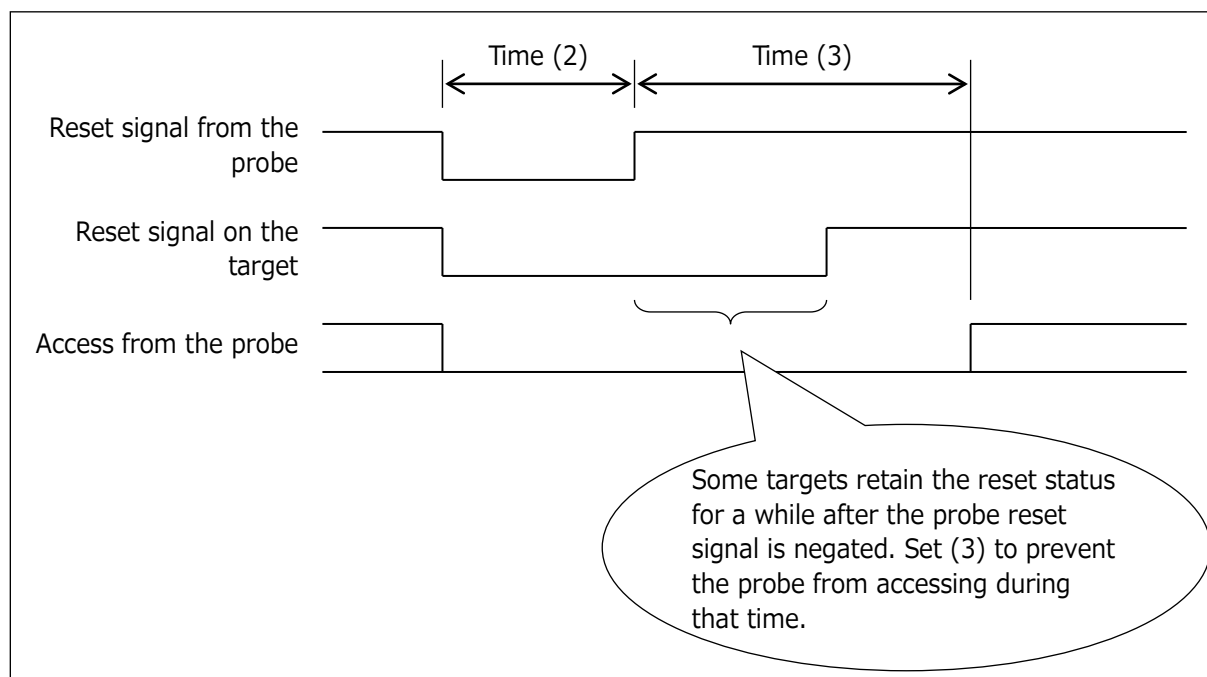 Time (2)
Time (3)
Reset signal from the
probe
Reset signal on the
target
Access from the probe
Some targets retain the reset status
for a while after the probe reset
signal is negated. Set (3) to prevent
the probe from accessing during
that time.